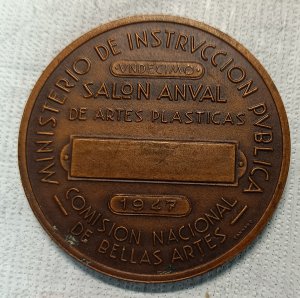 MINISTERIO DE INSTRVCCION PVBLICA
VNDECIMO
SALON ANVAL
DE ARTES PLASTICAS
1947
COMISION NACIONAL
DE BELLAS ARTES